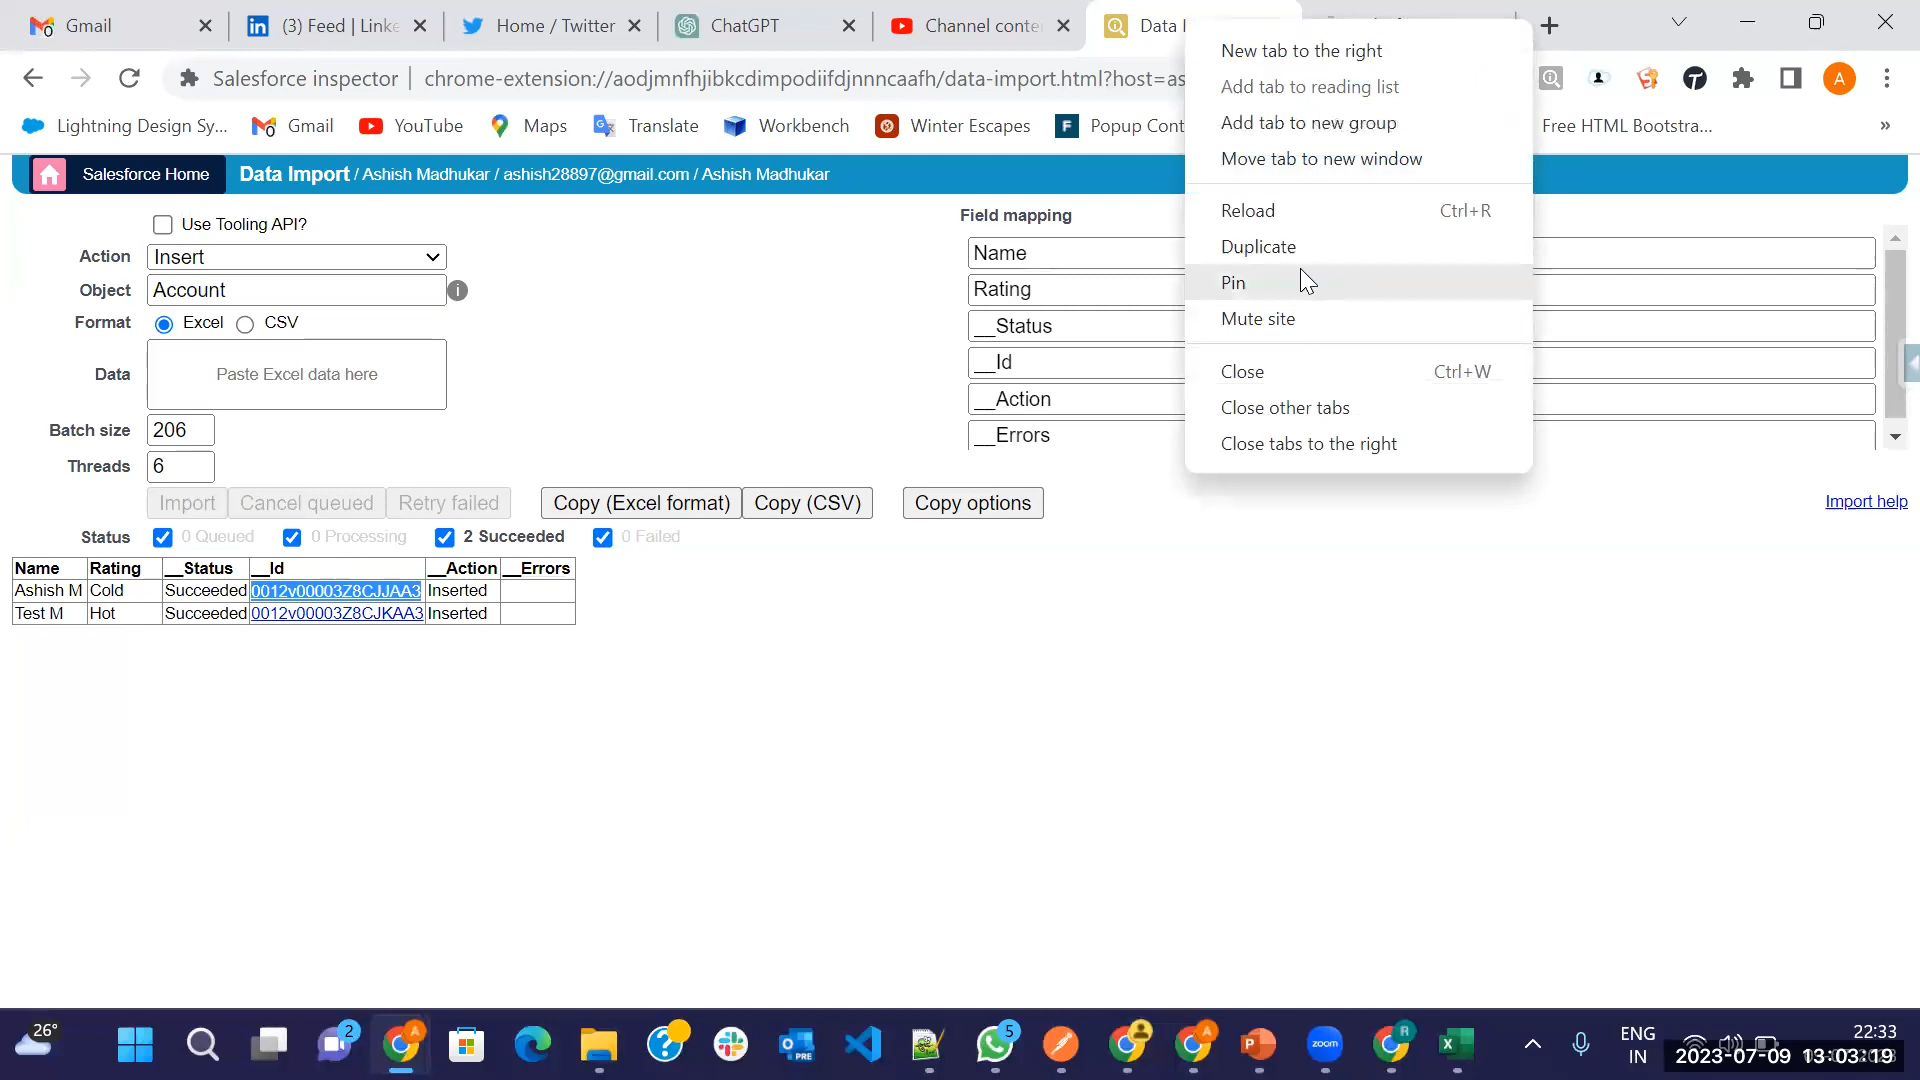 Gmail
(3) Feed | Linke
Home / Twitter
ChatGPT
Channel conte
Data I
Salesforce inspector | chrome-extension://aodjmnfhjibkcdimpodiifdjnnncaafh/data-import.html?host=as
A
Lightning Design Sy...
Gmail
YouTube
Maps
Translate
Workbench
Winter Escapes
F
Popup Cont
Free HTML Bootstra...
»
New tab to the right
Add tab to reading list
Add tab to new group
Move tab to new window
Reload Ctrl+R
Duplicate
Pin
Mute site
Close Ctrl+W
Close other tabs
Close tabs to the right
Salesforce Home
Data Import / Ashish Madhukar / ashish28897@gmail.com / Ashish Madhukar
Use Tooling API?
Action Insert
Object Account
Format Excel CSV
Data Paste Excel data here
Batch size 206
Threads 6
Field mapping
Name
Rating
__Status
__Id
__Action
__Errors
Import Cancel queued Retry failed Copy (Excel format) Copy (CSV) Copy options
Import help
Status 0 Queued 0 Processing 2 Succeeded 0 Failed
Name Rating __Status __Id __Action __Errors
Ashish M Cold Succeeded 0012v00003Z8CJJAA3 Inserted
Test M Hot Succeeded 0012v00003Z8CJKAA3 Inserted
26°
2
A
PRE
5
A
zoom
R
ENG
IN
22:33
2023-07-09 13:03:19